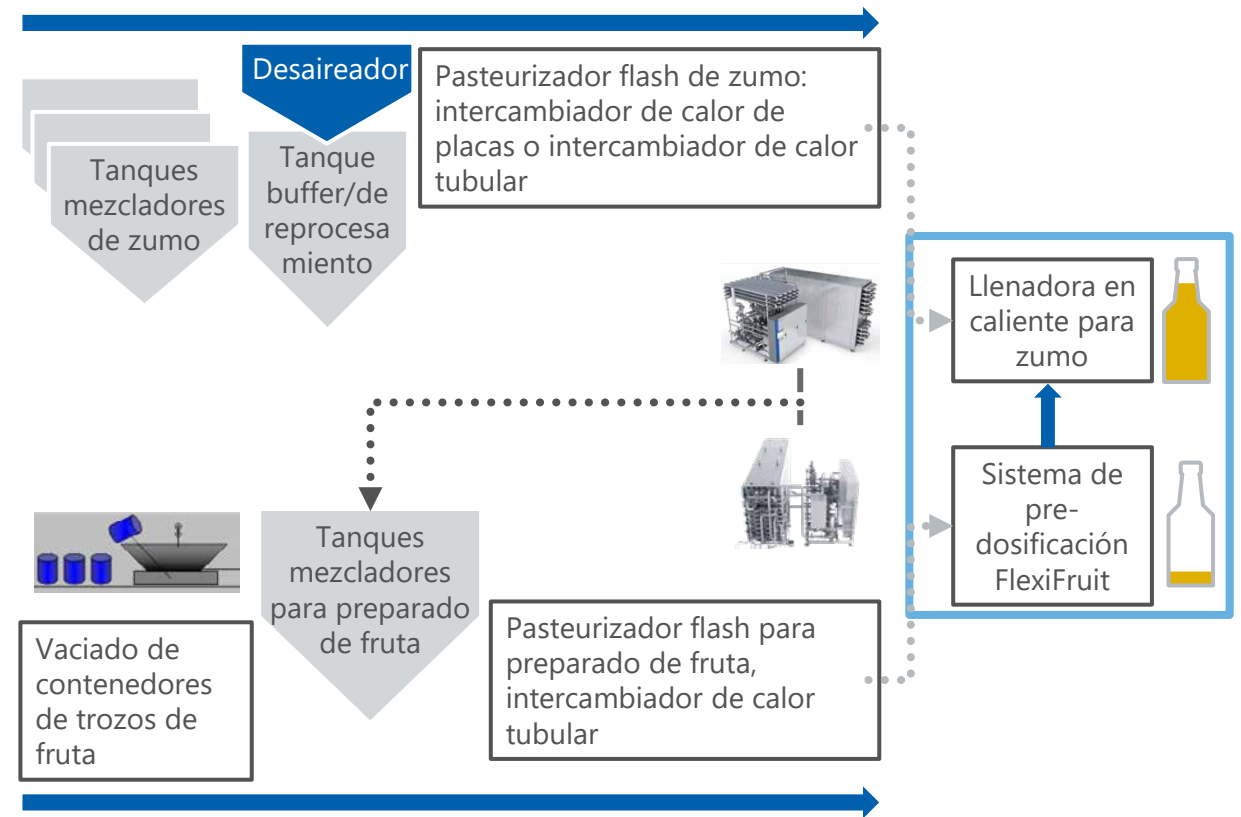 Desaireador
Tanques
mezcladores
de zumo
Tanque
buffer/de
reprocesa
miento
Pasteurizador flash de zumo:
intercambiador de calor de
placas o intercambiador de calor
tubular
Llenadora en
caliente para
zumo
Sistema de
pre-
dosificación
FlexiFruit
Vaciado de
contenedores
de trozos de
fruta
Tanques
mezcladores
para preparado
de fruta
Pasteurizador flash para
preparado de fruta,
intercambiador de calor
tubular